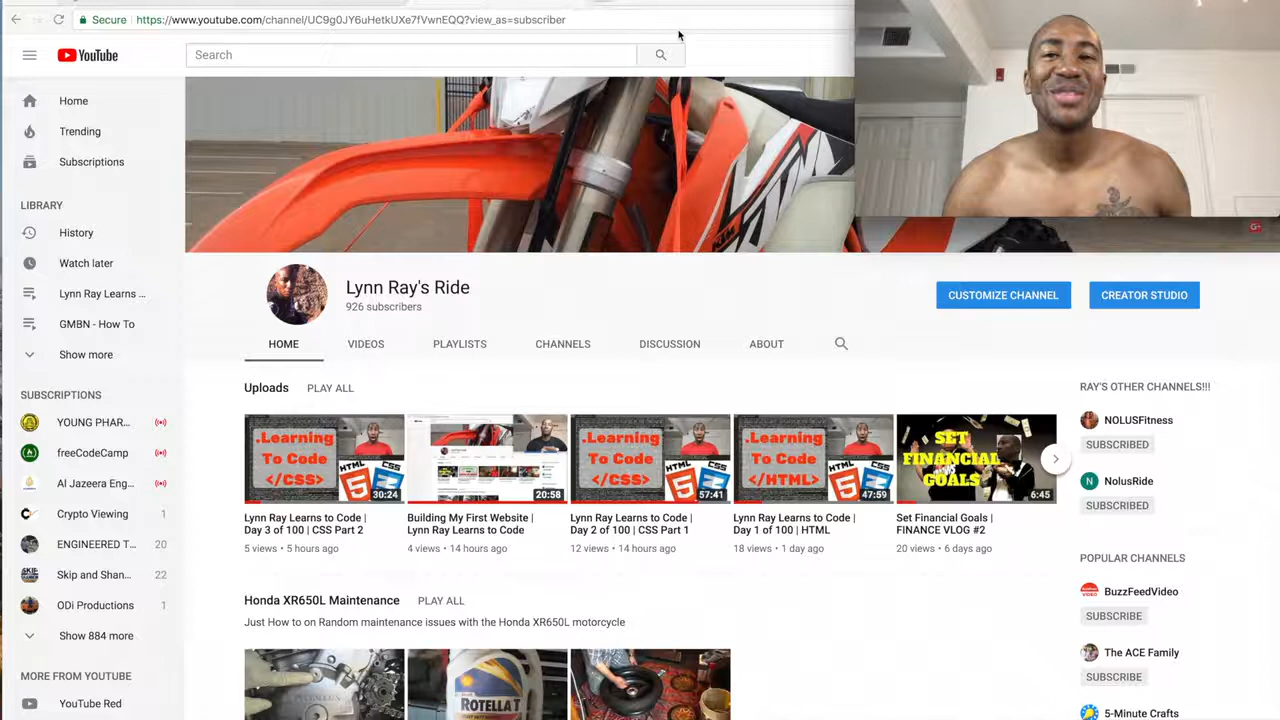 Secure https://www.youtube.com/channel/UC9g0JY6uHetkUXe7fVwnEQQ?view_as=subscriber
YouTube
Search
Home
Trending
Subscriptions
LIBRARY
History
Watch later
Lynn Ray Learns ...
GMBN - How To
Show more
SUBSCRIPTIONS
YOUNG PHAR...
freeCodeCamp
Al Jazeera Eng...
Crypto Viewing 1
ENGINEERED T... 20
Skip and Shan... 22
ODi Productions 1
Show 884 more
MORE FROM YOUTUBE
YouTube Red
KTM
G+
Lynn Ray's Ride
926 subscribers
CUSTOMIZE CHANNEL
CREATOR STUDIO
HOME VIDEOS PLAYLISTS CHANNELS DISCUSSION ABOUT
Uploads PLAY ALL
.Learning
To Code
</CSS>
HTML CSS
30:24
Lynn Ray Learns to Code |
Day 3 of 100 | CSS Part 2
5 views • 5 hours ago
20:58
Building My First Website |
Lynn Ray Learns to Code
4 views • 14 hours ago
.Learning
To Code
</CSS>
HTML CSS
57:41
Lynn Ray Learns to Code |
Day 2 of 100 | CSS Part 1
12 views • 14 hours ago
.Learning
To Code
</HTML>
HTML CSS
47:59
Lynn Ray Learns to Code |
Day 1 of 100 | HTML
18 views • 1 day ago
SET
FINANCIAL
GOALS
6:45
Set Financial Goals |
FINANCE VLOG #2
20 views • 6 days ago
Honda XR650L Maintenance PLAY ALL
Just How to on Random maintenance issues with the Honda XR650L motorcycle
ROTELLA T
RAY'S OTHER CHANNELS!!!
NOLUSFitness
SUBSCRIBED
N
NolusRide
SUBSCRIBED
POPULAR CHANNELS
BuzzFeedVideo
SUBSCRIBE
The ACE Family
SUBSCRIBE
5-Minute Crafts